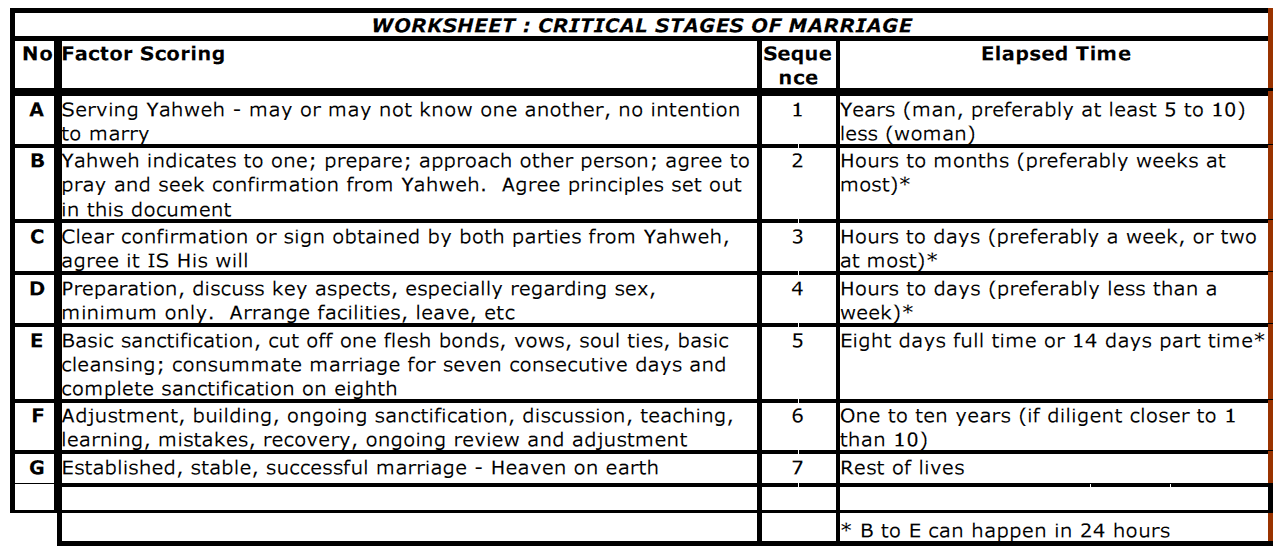 WORKSHEET : CRITICAL STAGES OF MARRIAGE
No Factor Scoring Seque Elapsed Time
nce
A Serving Yahweh - may or may not know one another, no intention 1 Years (man, preferably at least 5 to 10)
to marry less (woman)
B Yahweh indicates to one; prepare; approach other person; agree to 2 Hours to months (preferably weeks at
pray and seek confirmation from Yahweh.  Agree principles set out most)*
in this document
C Clear confirmation or sign obtained by both parties from Yahweh, 3 Hours to days (preferably a week, or two
agree it IS His will at most)*
D Preparation, discuss key aspects, especially regarding sex, 4 Hours to days (preferably less than a
minimum only.  Arrange facilities, leave, etc week)*
E Basic sanctification, cut off one flesh bonds, vows, soul ties, basic 5 Eight days full time or 14 days part time*
cleansing; consummate marriage for seven consecutive days and
complete sanctification on eighth
F Adjustment, building, ongoing sanctification, discussion, teaching, 6 One to ten years (if diligent closer to 1
learning, mistakes, recovery, ongoing review and adjustment than 10)
G Established, stable, successful marriage - Heaven on earth 7 Rest of lives
* B to E can happen in 24 hours